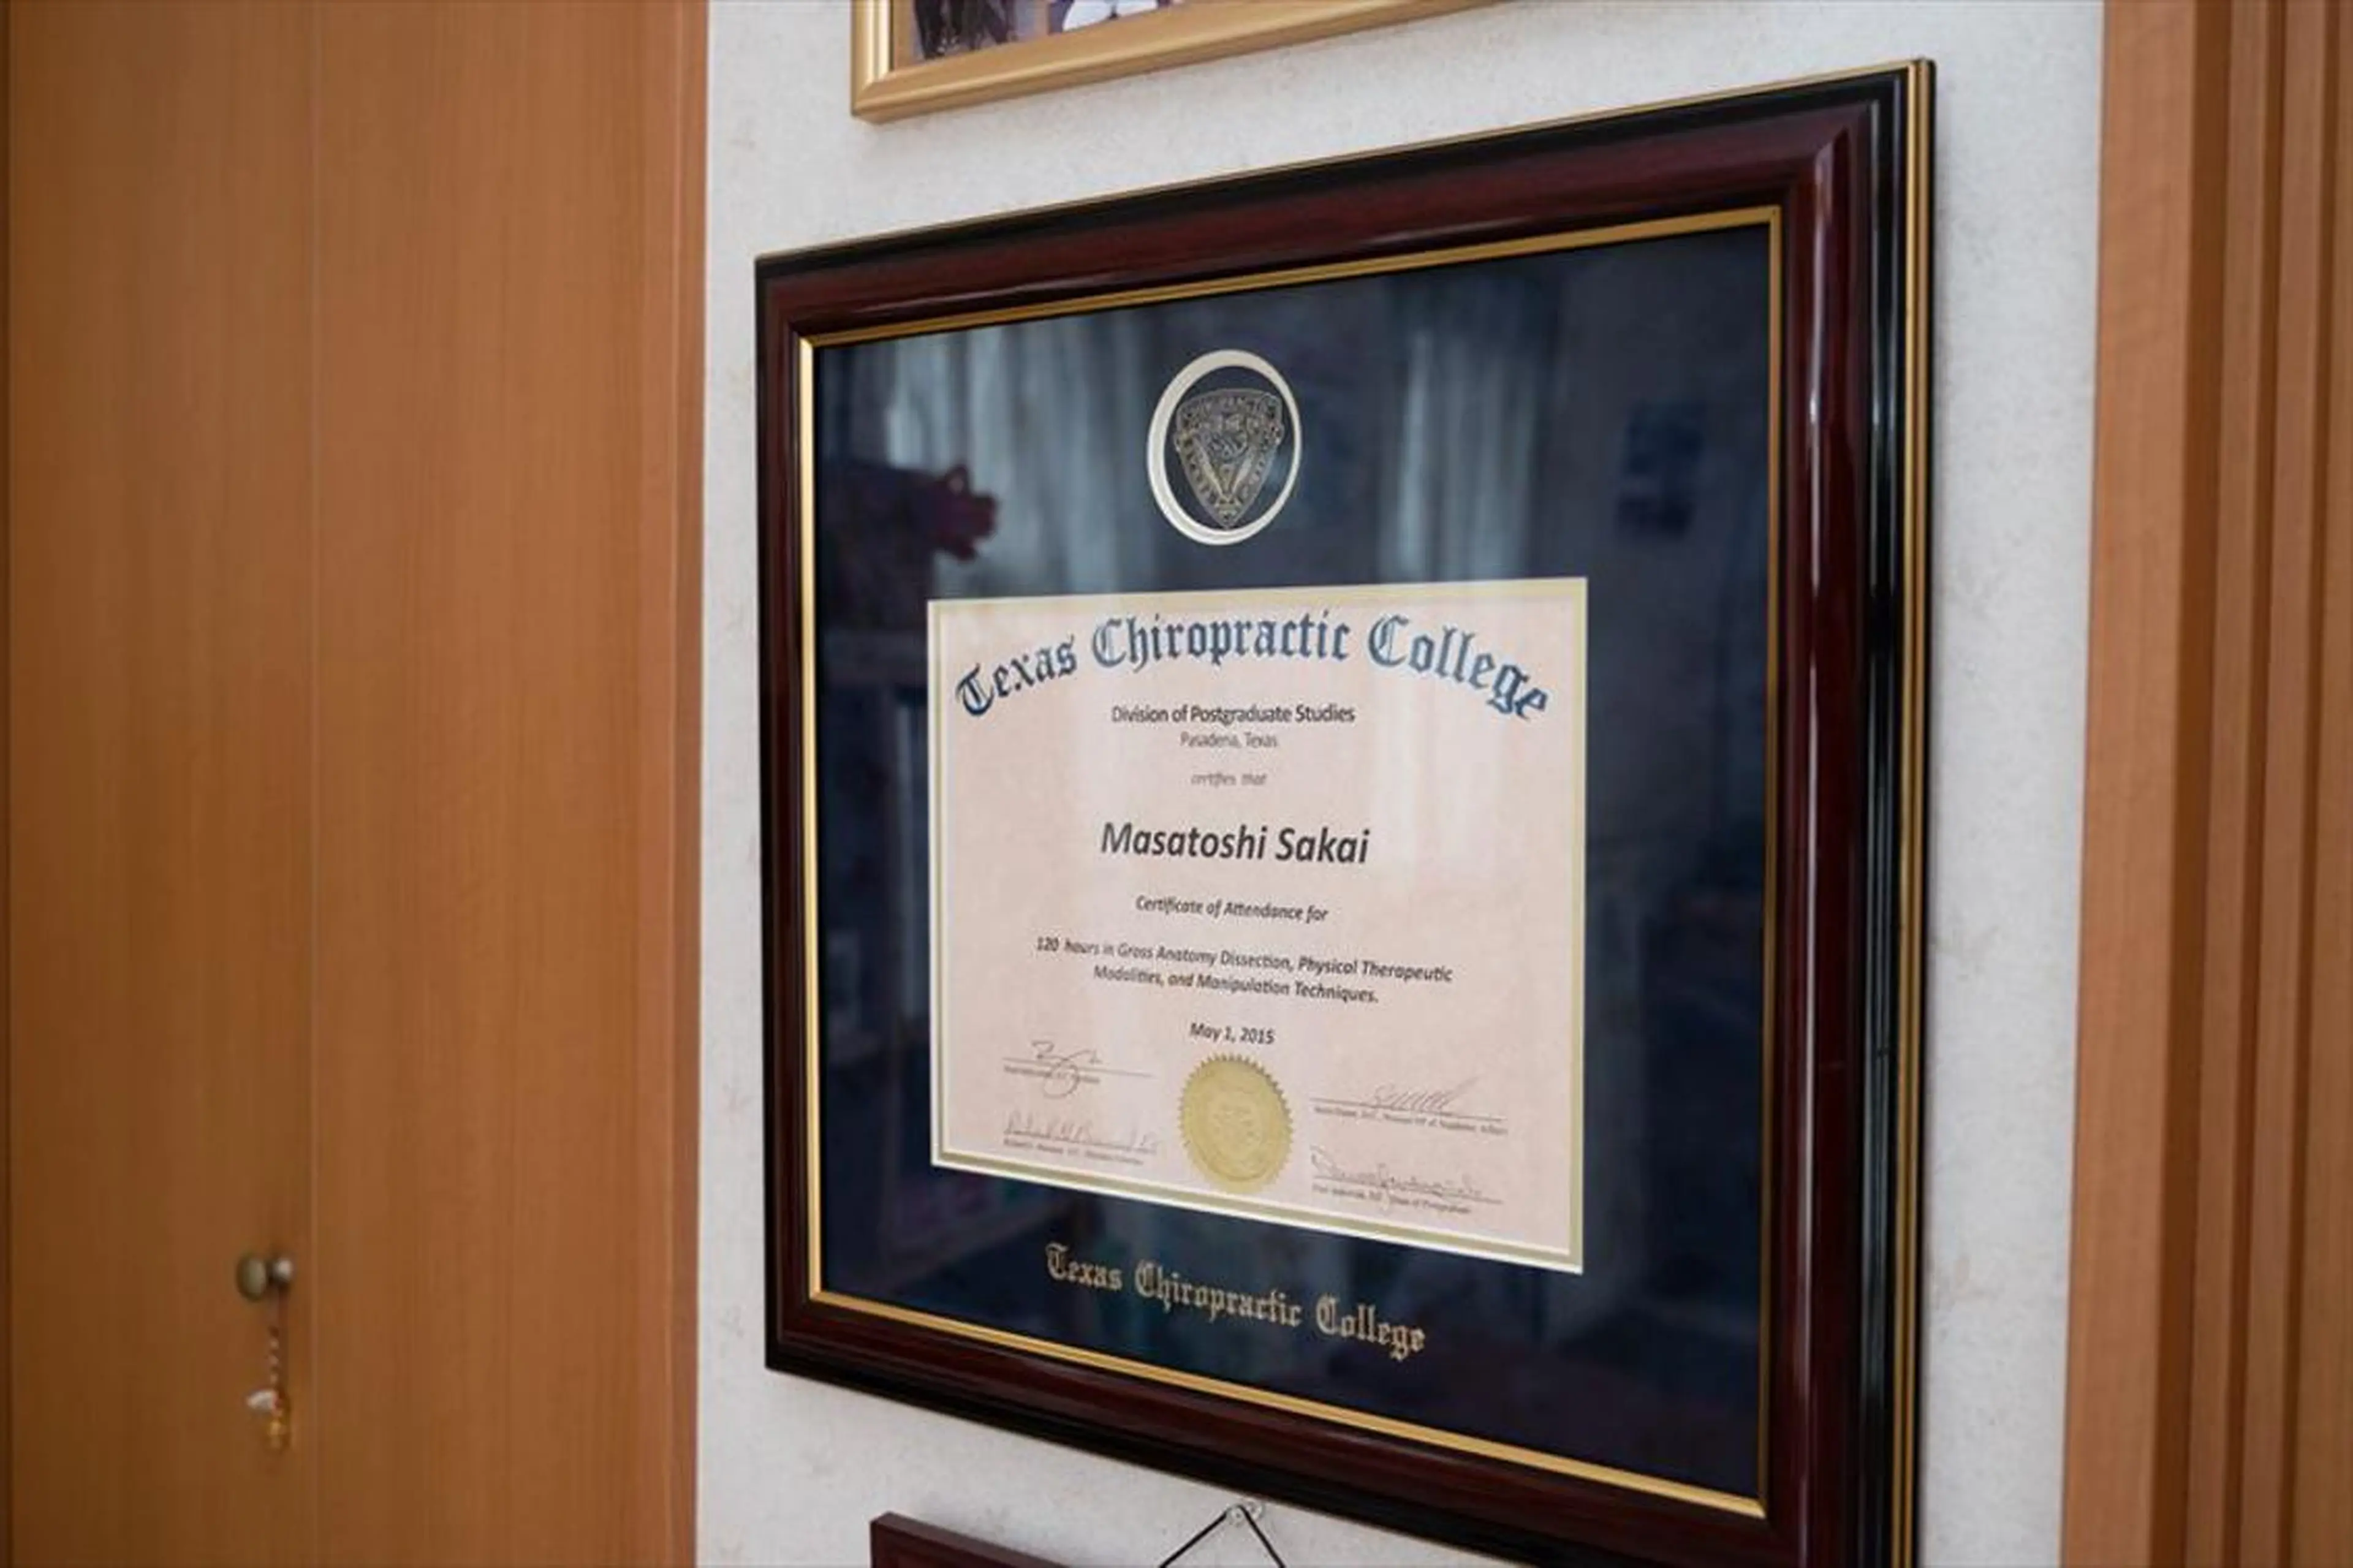 Texas Chiropractic College
Division of Postgraduate Studies
Pasadena, Texas
certifies that
Masatoshi Sakai
Certificate of Attendance for
120 hours in Gross Anatomy Dissection, Physical Therapeutic
Modalities, and Manipulation Techniques.
May 1, 2015
Texas Chiropractic College